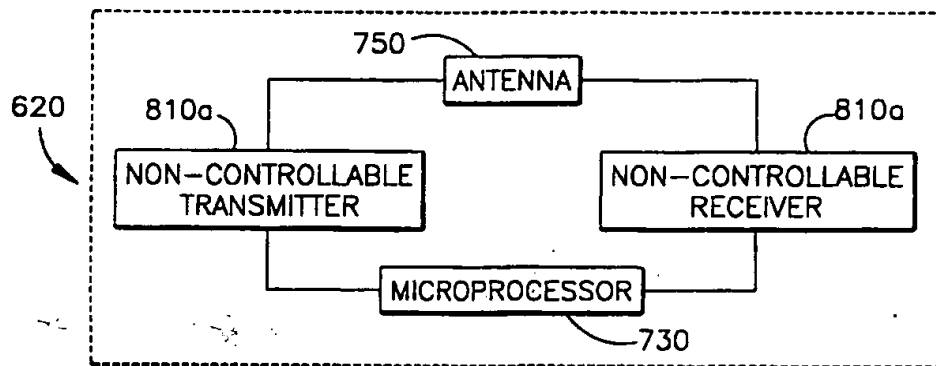 750
ANTENNA
620
810a
810a
NON-CONTROLLABLE
TRANSMITTER
NON-CONTROLLABLE
RECEIVER
MICROPROCESSOR
730